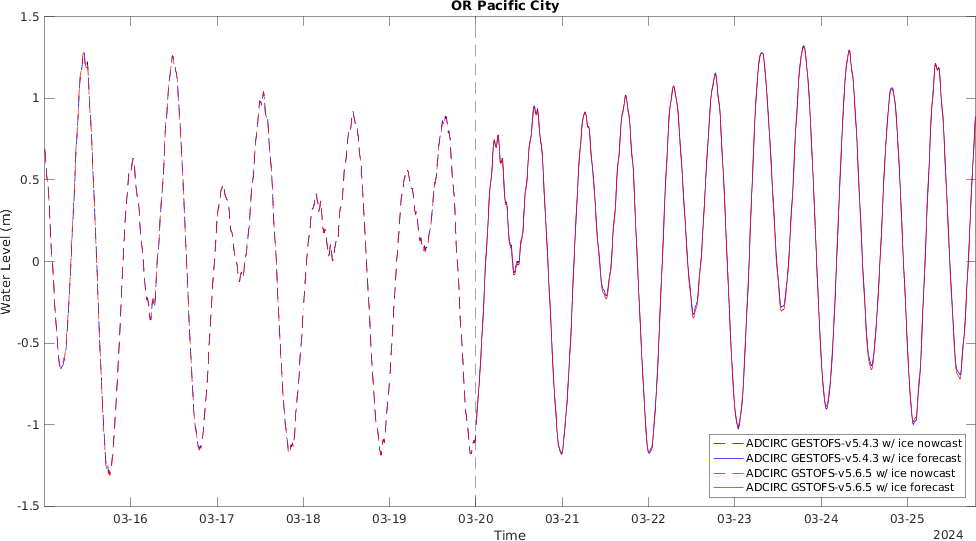 OR Pacific City
1.5
1
0.5
0
-0.5
-1
-1.5
Water Level (m)
03-16 03-17 03-18 03-19 03-20 03-21 03-22 03-23 03-24 03-25
Time
2024
ADCIRC GESTOFS-v5.4.3 w/ ice nowcast
ADCIRC GESTOFS-v5.4.3 w/ ice forecast
ADCIRC GSTOFS-v5.6.5 w/ ice nowcast
ADCIRC GSTOFS-v5.6.5 w/ ice forecast